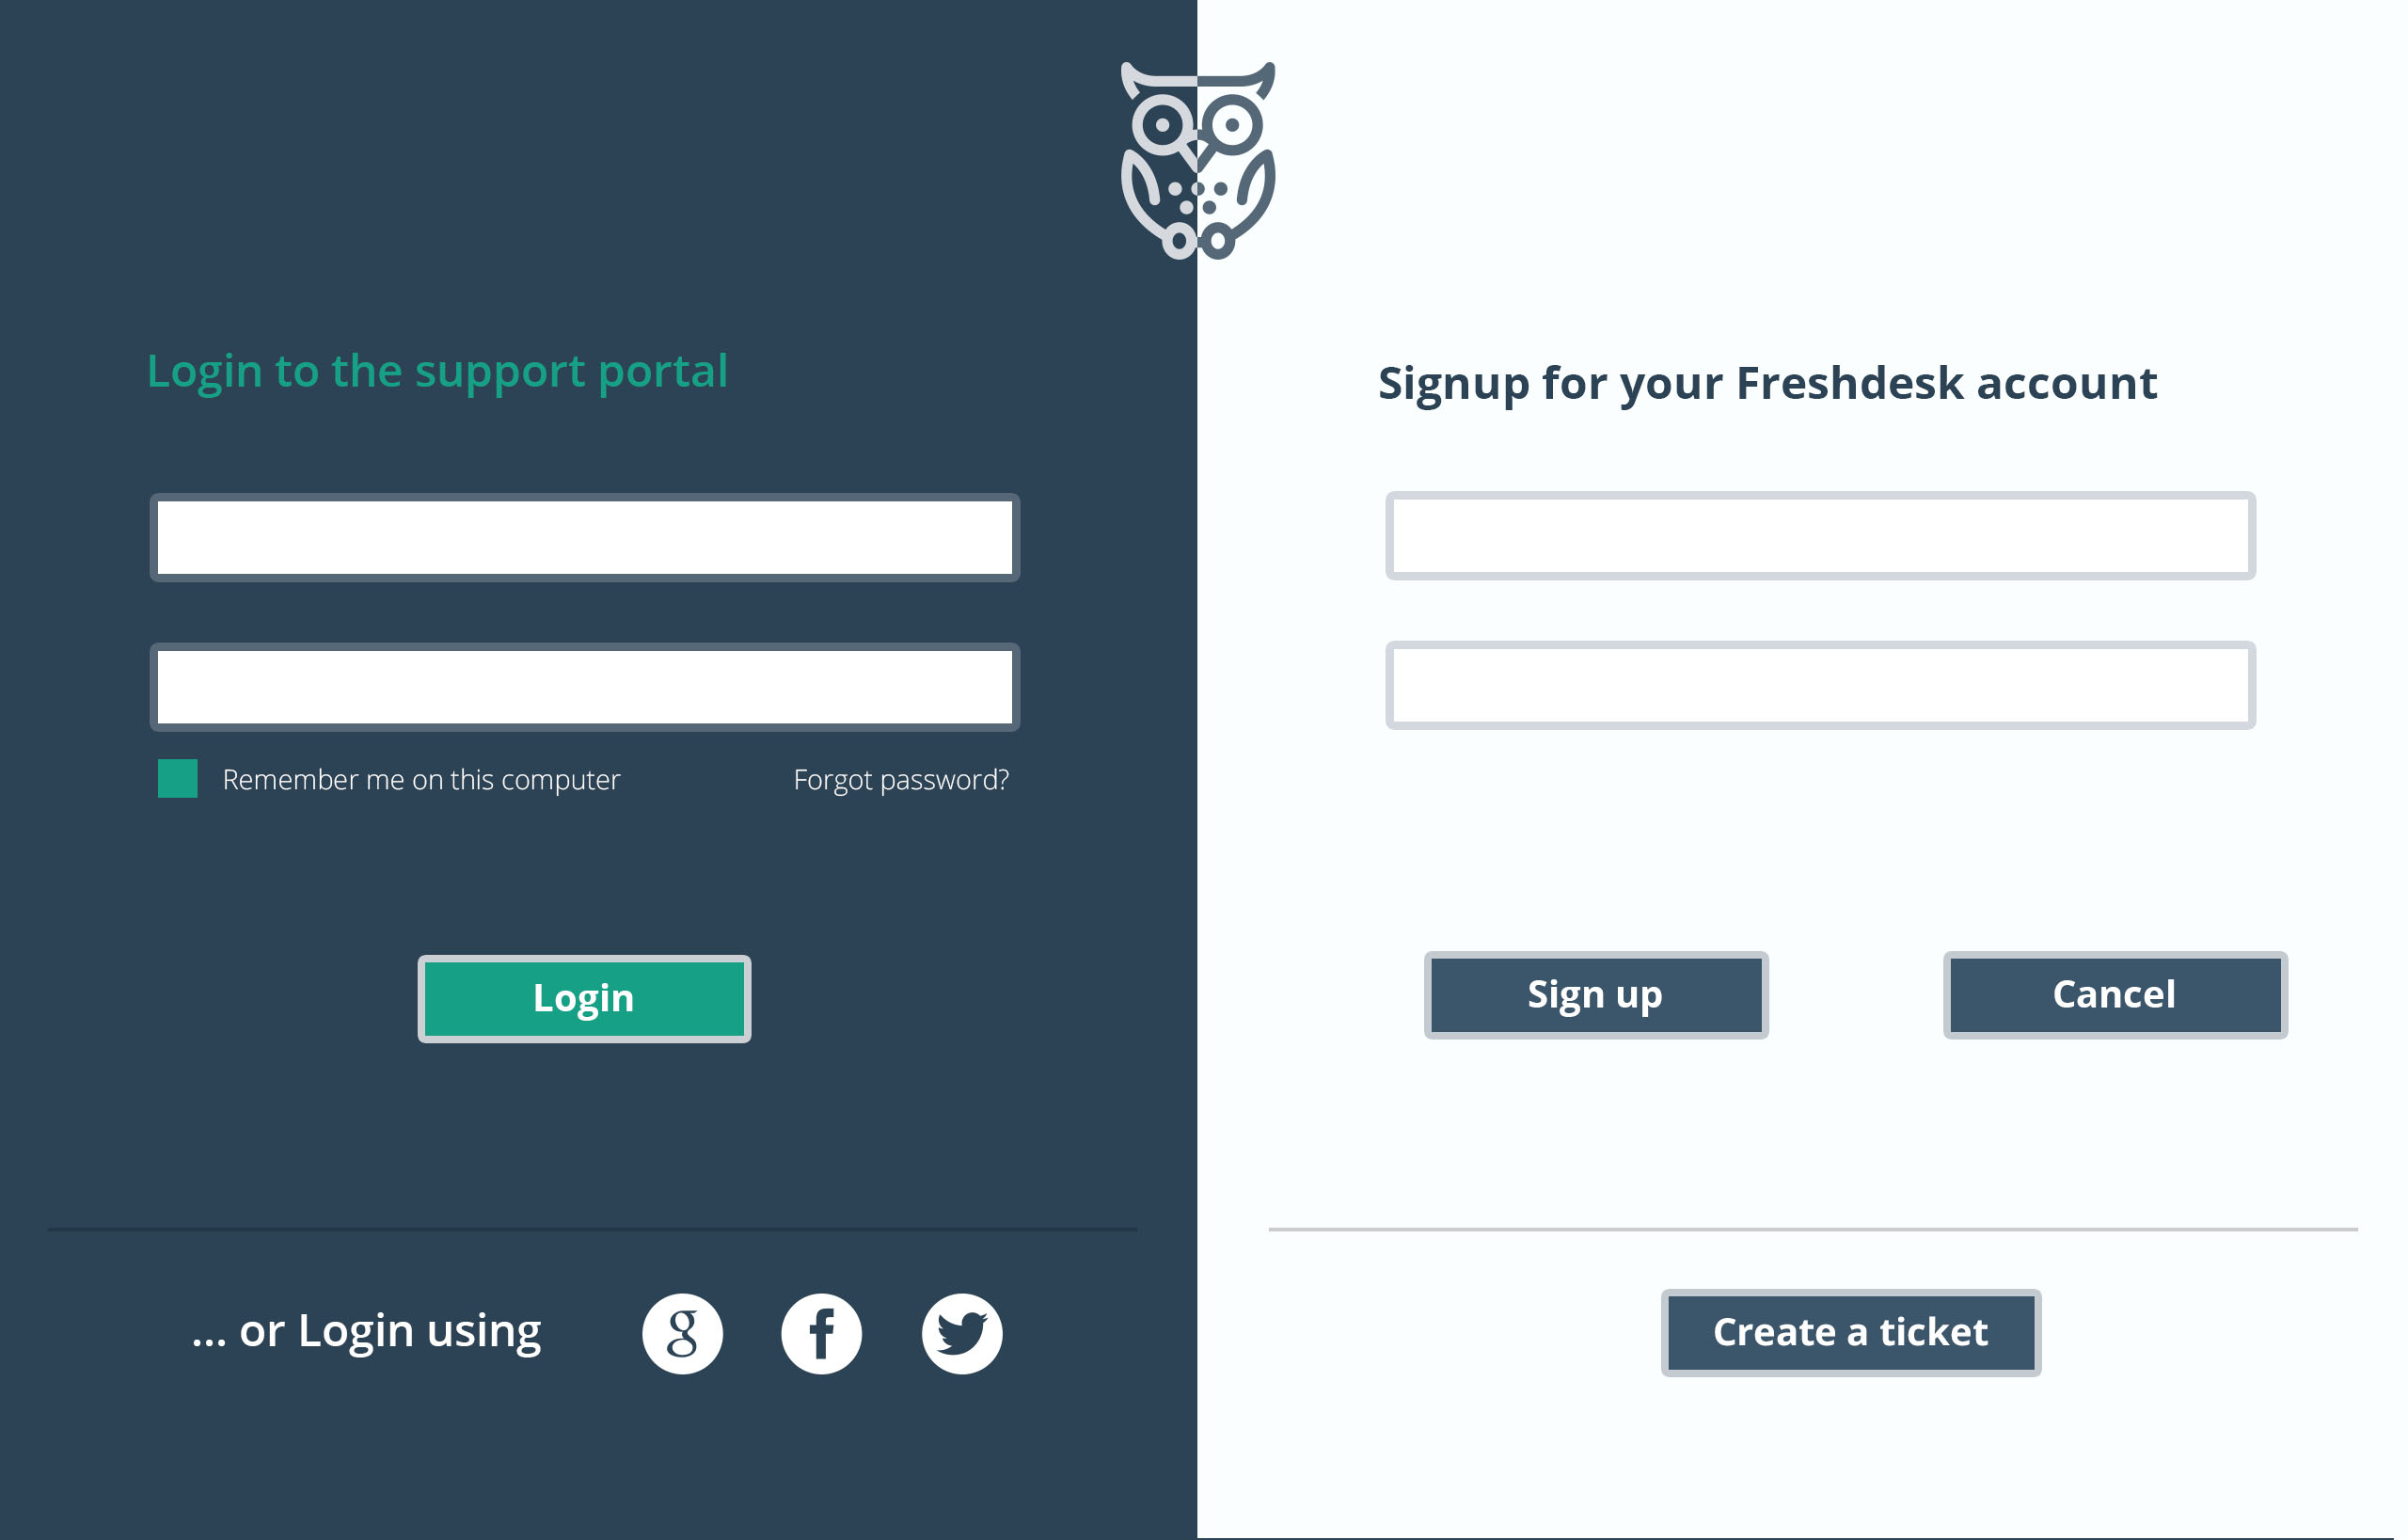 Login to the support portal
Remember me on this computer
Forgot password?
Login
... or Login using
g
f
Signup for your Freshdesk account
Sign up
Cancel
Create a ticket